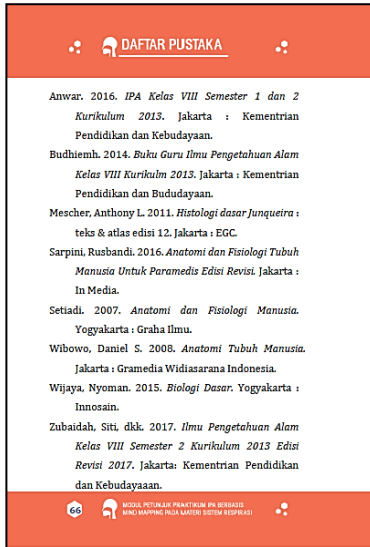 DAFTAR PUSTAKA
Anwar. 2016. IPA Kelas VIII Semester 1 dan 2
Kurikulum 2013. Jakarta : Kementrian
Pendidikan dan Kebudayaan.
Budhiemh. 2014. Buku Guru Ilmu Pengetahuan Alam
Kelas VIII Kurikulm 2013. Jakarta : Kementrian
Pendidikan dan Bududayaan.
Mescher, Anthony L. 2011. Histologi dasar Junqueira :
teks & atlas edisi 12. Jakarta : EGC.
Sarpini, Rusbandi. 2016. Anatomi dan Fisiologi Tubuh
Manusia Untuk Paramedis Edisi Revisi. Jakarta :
In Media.
Setiadi. 2007. Anatomi dan Fisiologi Manusia.
Yogyakarta : Graha Ilmu.
Wibowo, Daniel S. 2008. Anatomi Tubuh Manusia.
Jakarta : Gramedia Widiasarana Indonesia.
Wijaya, Nyoman. 2015. Biologi Dasar. Yogyakarta :
Innosain.
Zubaidah, Siti, dkk. 2017. Ilmu Pengetahuan Alam
Kelas VIII Semester 2 Kurikulum 2013 Edisi
Revisi 2017. Jakarta: Kementrian Pendidikan
dan Kebudayaaan.
66
MODUL PETUNJUK PRAKTIKUM IPA BERBASIS
MIND MAPPING PADA MATERI SISTEM RESPIRASI